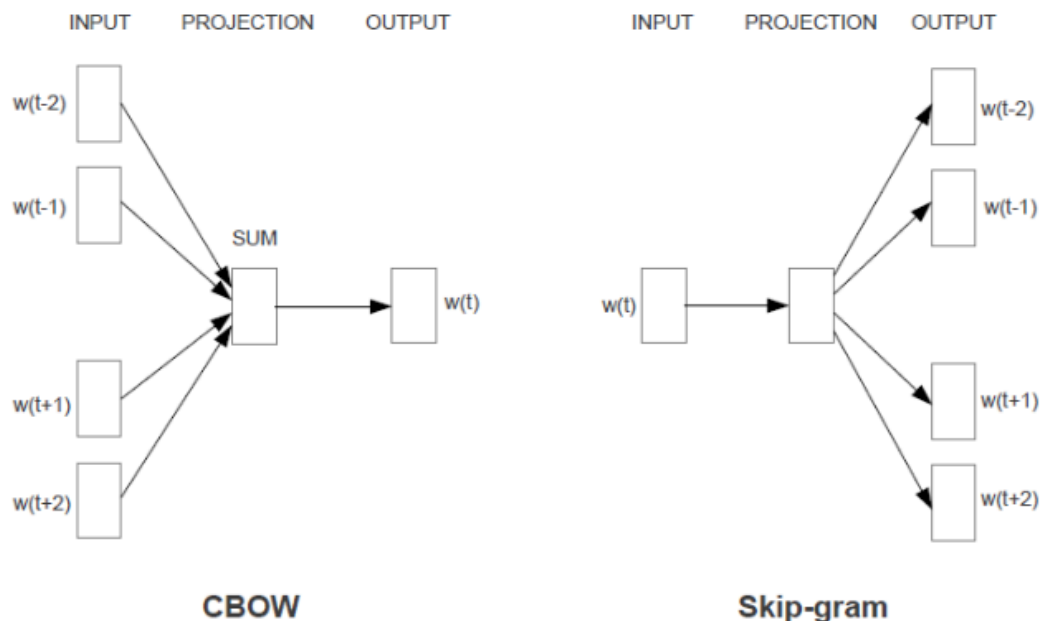 INPUT PROJECTION OUTPUT
w(t-2)
w(t-1)
SUM
w(t)
w(t+1)
w(t+2)
CBOW
INPUT PROJECTION OUTPUT
w(t-2)
w(t-1)
w(t)
w(t+1)
w(t+2)
Skip-gram